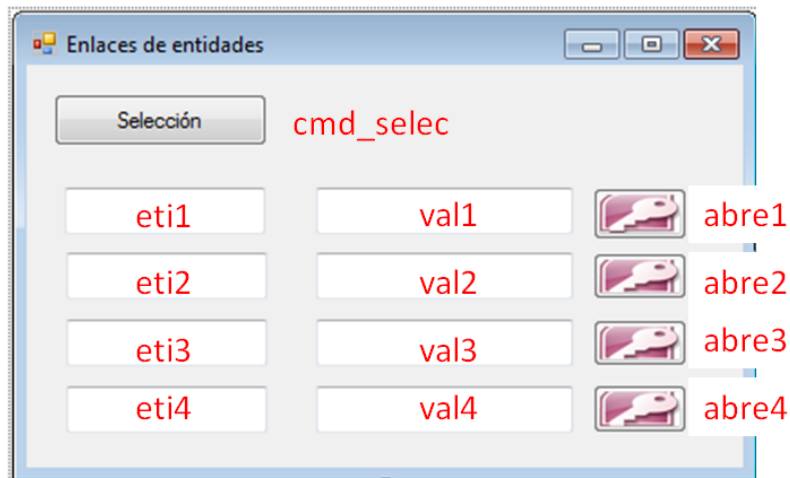 Enlaces de entidades
Selección cmd_selec
eti1 val1 abre1
eti2 val2 abre2
eti3 val3 abre3
eti4 val4 abre4